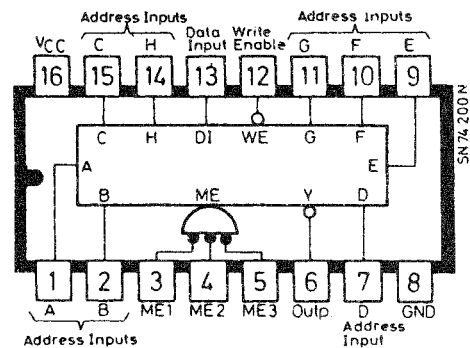 Address Inputs
VCC C H Data Input Write Enable G F E
Address Inputs
16 15 14 13 12 11 10 9
C H DI WE G F
A E
B ME Y D
SN 74 200 N
1 2 3 4 5 6 7 8
A B ME1 ME2 ME3 Outp. D GND
Address Inputs
Address Input